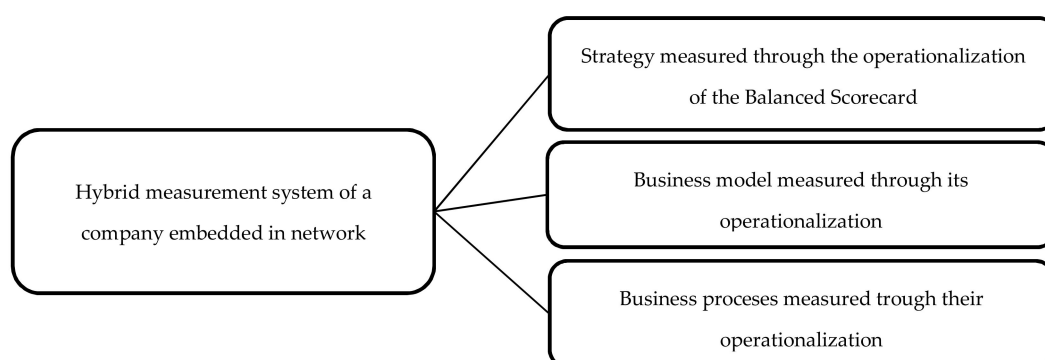 Hybrid measurement system of a
company embedded in network
Strategy measured through the operationalization
of the Balanced Scorecard
Business model measured through its
operationalization
Business proceses measured trough their
operationalization